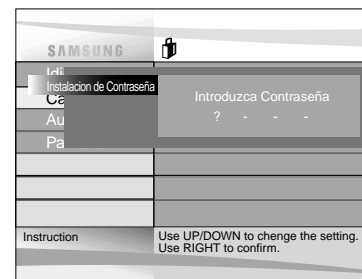 SAMSUNG
Idi
Instalacion de Contraseña
Ca
Au
Pa
Introduzca Contraseña
? - - -
Instruction
Use UP/DOWN to chenge the setting.
Use RIGHT to confirm.